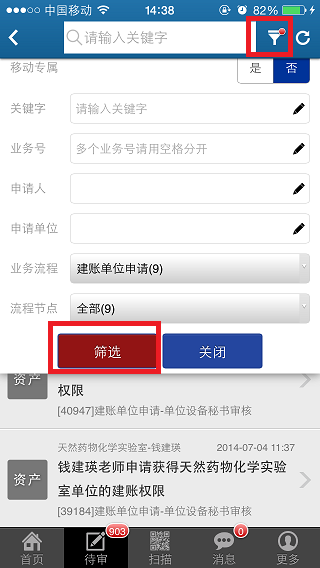 中国移动 14:38 82%
请输入关键字
移动专属 是 否
关键字 请输入关键字
业务号 多个业务号请用空格分开
申请人
申请单位
业务流程 建账单位申请(9)
流程节点 全部(9)
筛选 关闭
资产 权限
[40947]建账单位申请-单位设备秘书审核
天然药物化学实验室-钱建瑛 2014-07-04 11:37
资产 钱建瑛老师申请获得天然药物化学实验
室单位的建账权限
[39184]建账单位申请-单位设备秘书审核
903 0
首页 待审 扫描 消息 更多